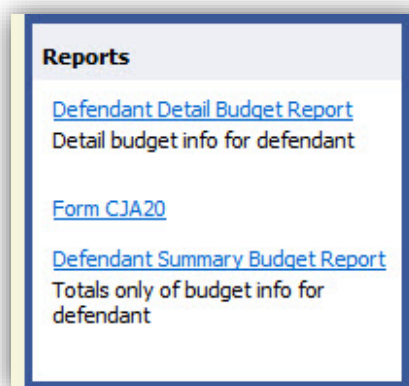 Reports
Defendant Detail Budget Report
Detail budget info for defendant
Form CJA20
Defendant Summary Budget Report
Totals only of budget info for
defendant